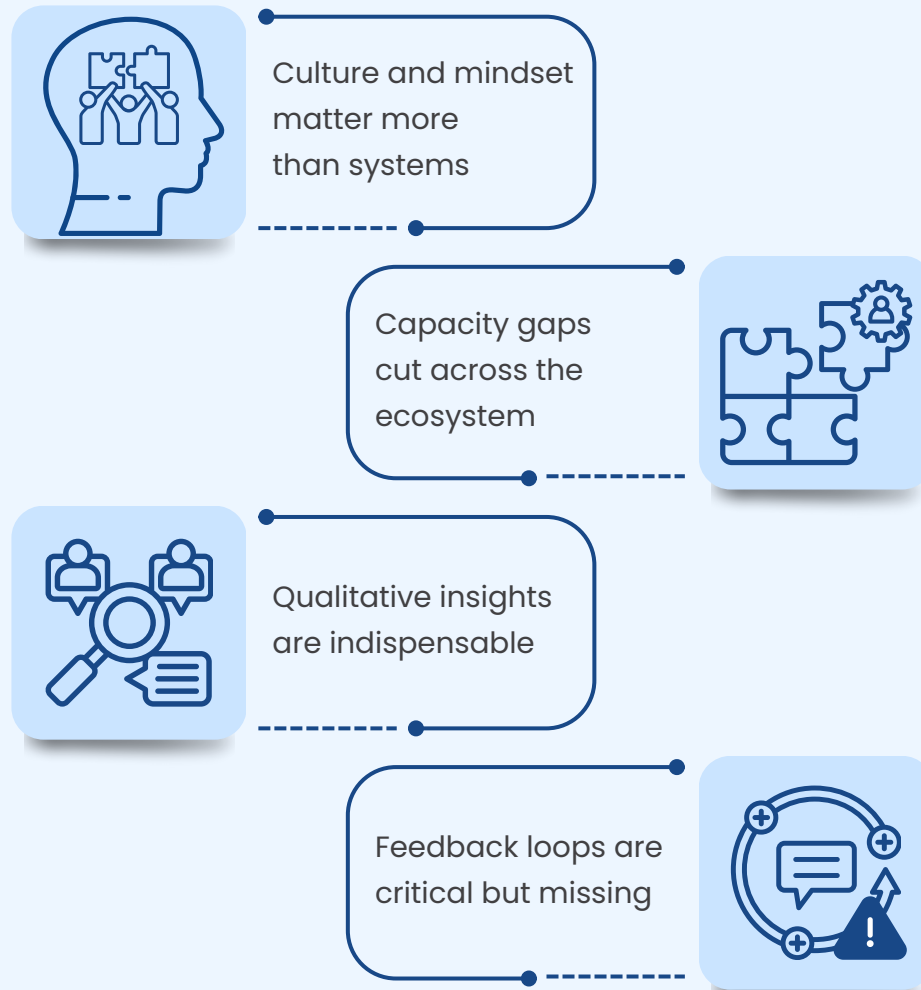 Culture and mindset
matter more
than systems
Capacity gaps
cut across the
ecosystem
Qualitative insights
are indispensable
Feedback loops are
critical but missing